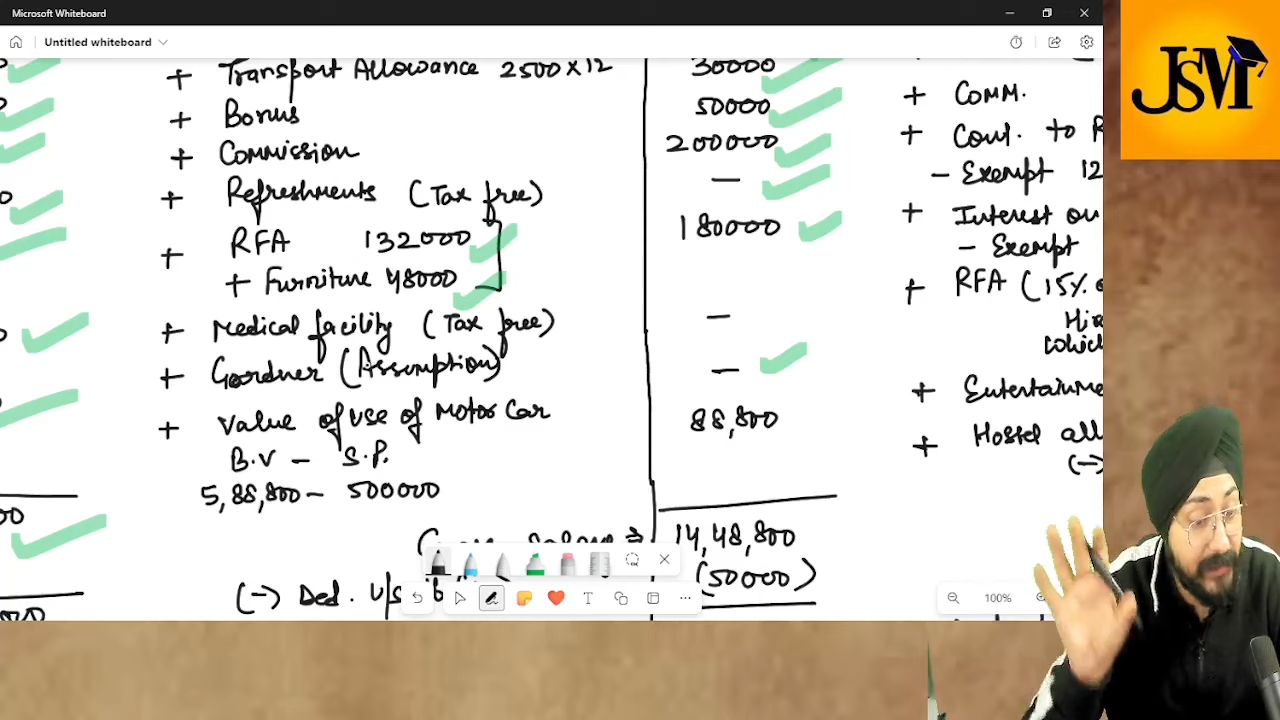 Microsoft Whiteboard
Untitled whiteboard
+ Transport Allowance 2500 x 12 30000
+ Bonus 50000
+ Commission 200000
+ Refreshments (Tax free) —
+ RFA 132000 180000
+ Furniture 48000
+ Medical facility (Tax free) —
+ Gardner (Assumption) —
+ Value of use of Motor Car 88,800
B.V — S.P.
5,88,800 — 500000
14,48,800
(-) Ded. U/s (50000)
+ Comm.
+ Cont. to R
- Exempt 12
+ Interest on
- Exempt
+ RFA (15%
+ Hostel all
(-)
100%
JSM